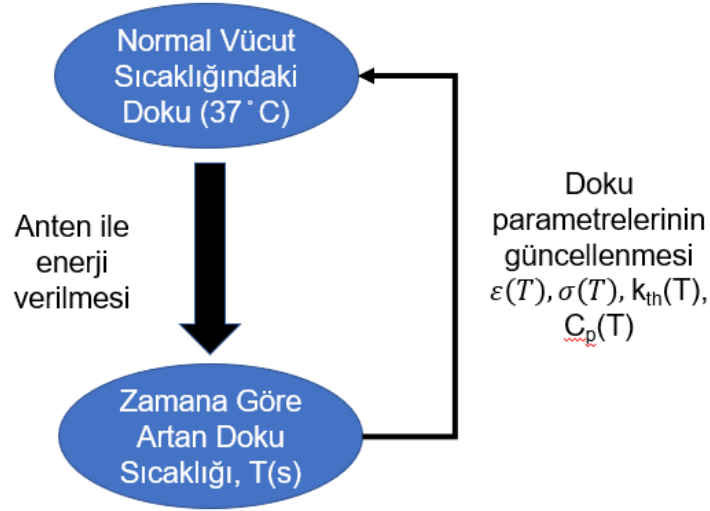 Normal Vücut
Sıcaklığındaki
Doku (37˚C)
Anten ile
enerji
verilmesi
Doku
parametrelerinin
güncellenmesi
𝜀(𝑇), 𝜎(𝑇), kth(T),
Cp(T)
Zamana Göre
Artan Doku
Sıcaklığı, T(s)